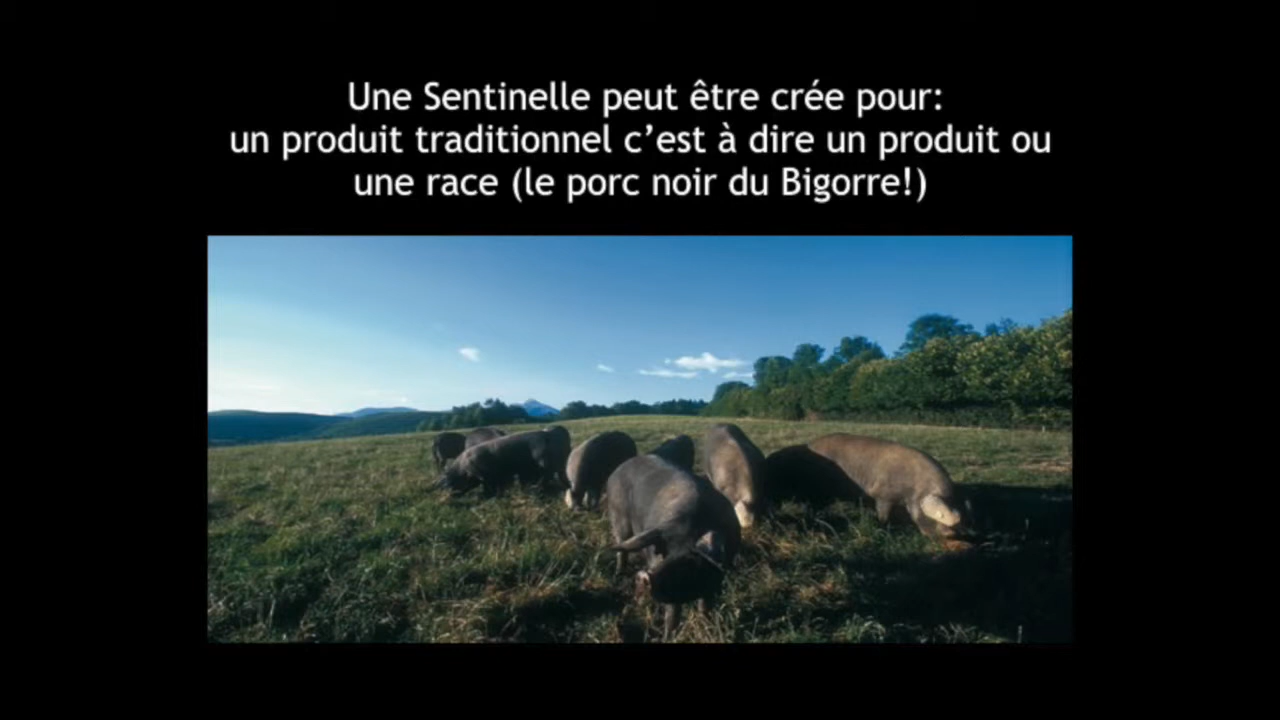 Une Sentinelle peut être crée pour:
un produit traditionnel c’est à dire un produit ou
une race (le porc noir du Bigorre!)